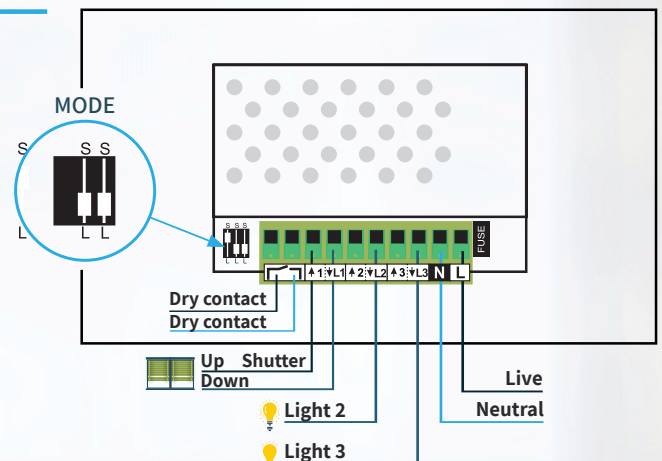 MODE
S S S
L L L
S S S
L L L
FUSE
1 L1 2 L2 3 L3 N L
Dry contact
Dry contact
Up Shutter
Down
Live
Light 2
Neutral
Light 3